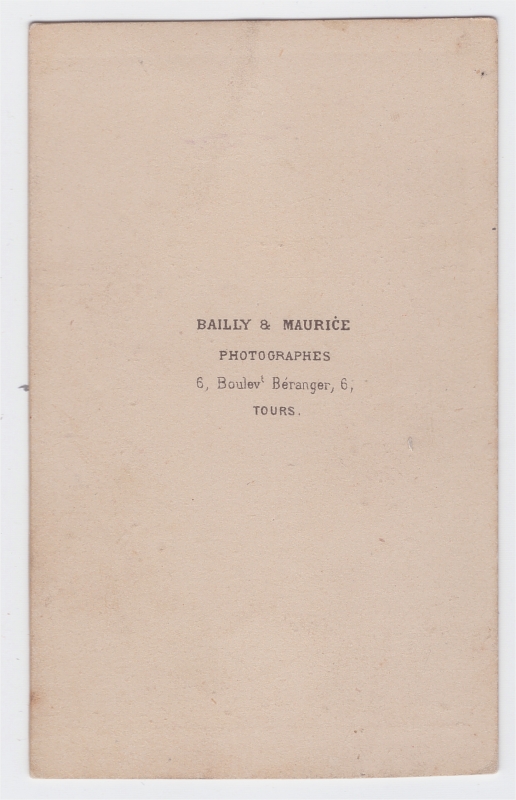 BAILLY & MAURICE
PHOTOGRAPHES
6, Boulevᵗ Béranger, 6,
TOURS.